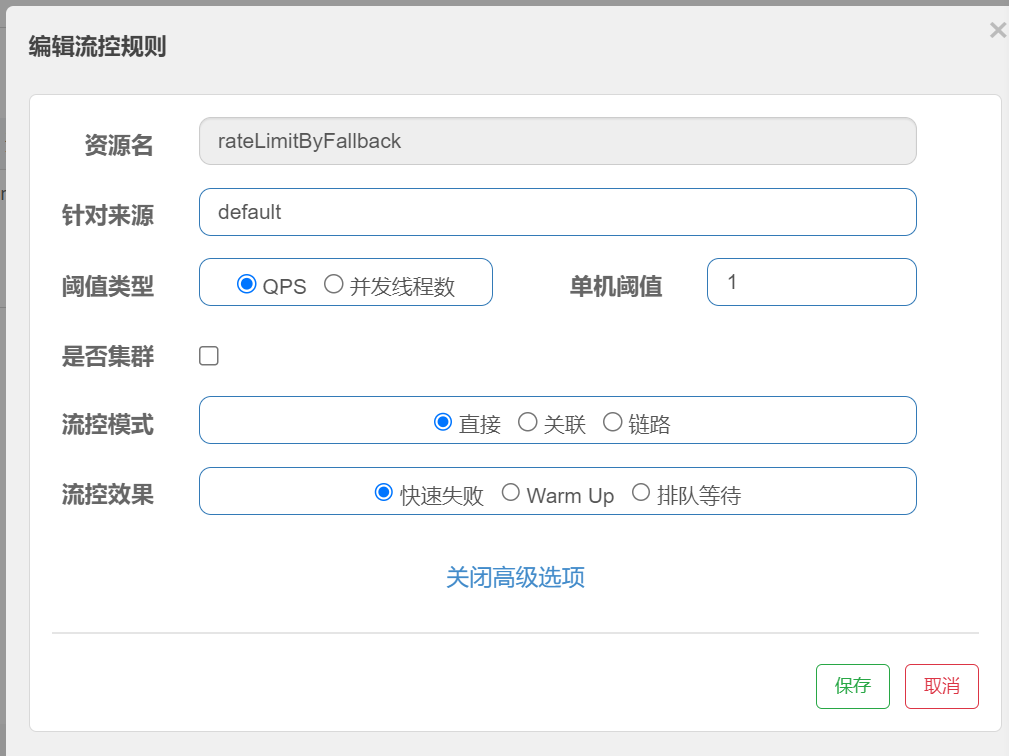 编辑流控规则
×
资源名 rateLimitByFallback
针对来源 default
阈值类型 QPS 并发线程数 单机阈值 1
是否集群
流控模式 直接 关联 链路
流控效果 快速失败 Warm Up 排队等待
关闭高级选项
保存 取消